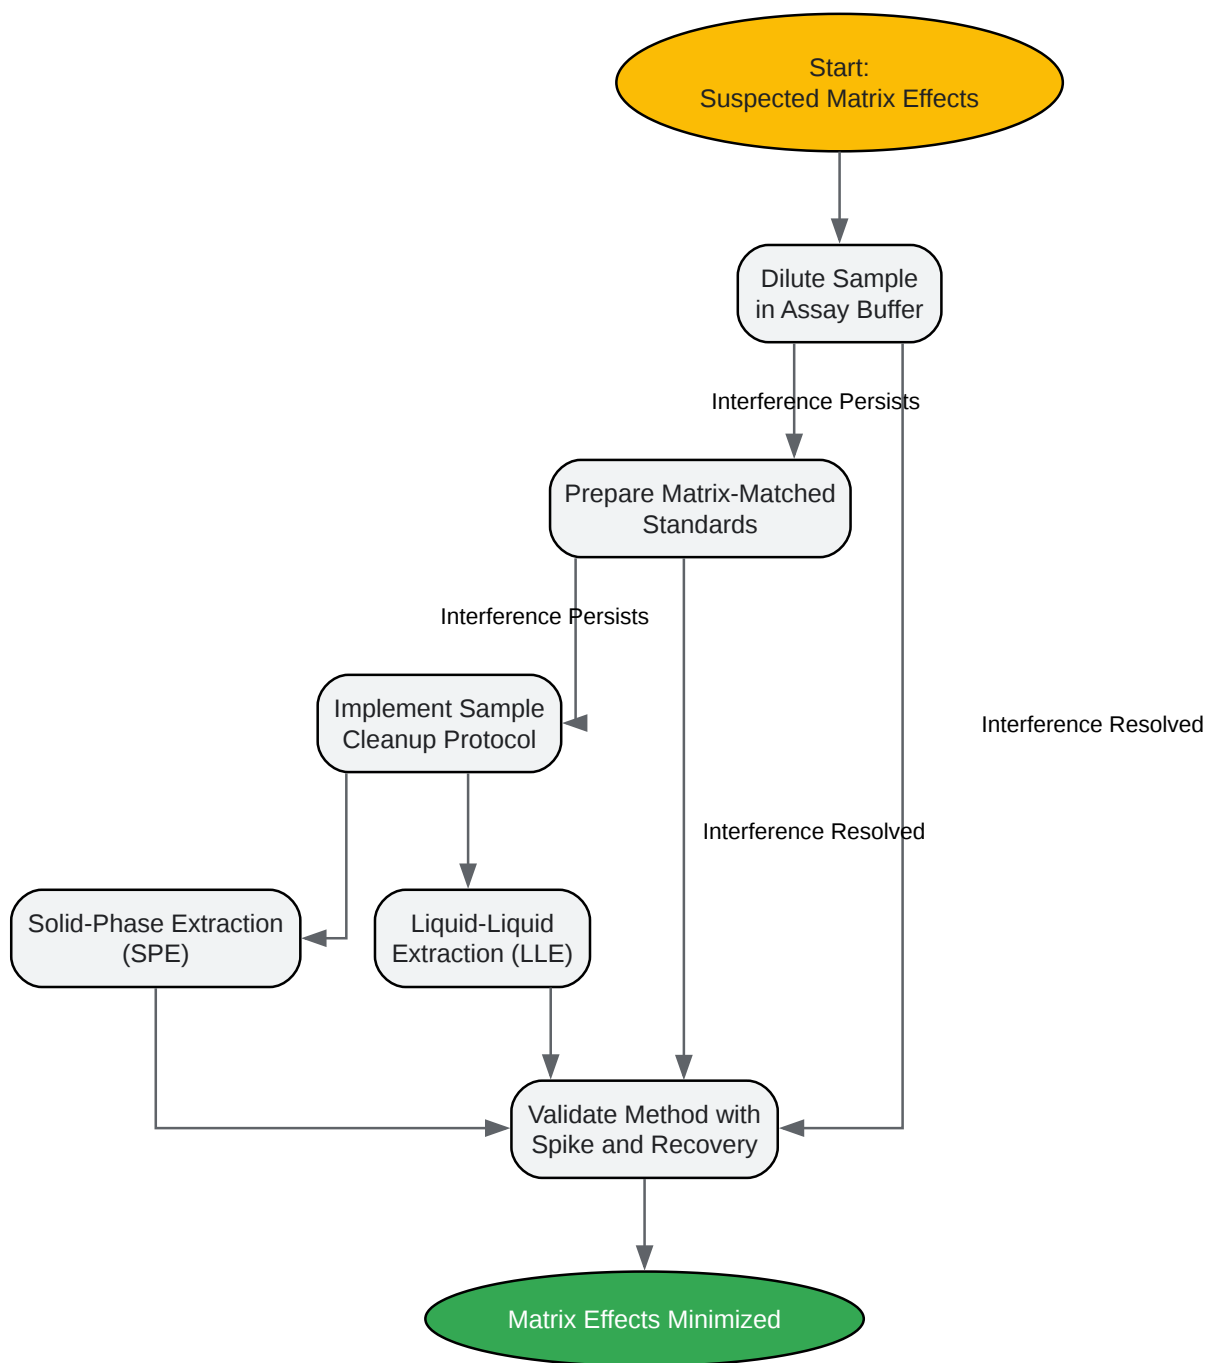 Start:
Suspected Matrix Effects
Dilute Sample
in Assay Buffer
Interference Persists
Prepare Matrix-Matched
Standards
Interference Persists
Implement Sample
Cleanup Protocol
Interference Resolved
Interference Resolved
Solid-Phase Extraction
(SPE)
Liquid-Liquid
Extraction (LLE)
Validate Method with
Spike and Recovery
Matrix Effects Minimized